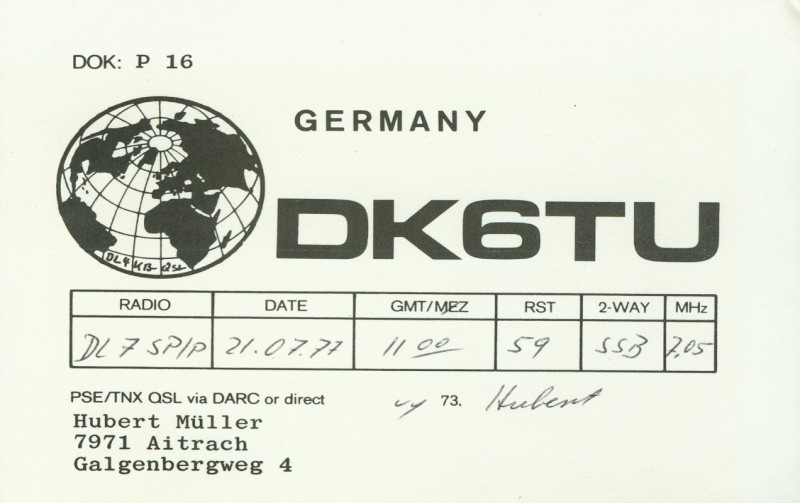 DOK: P 16
GERMANY
DK6TU
DL4KB-QSL
RADIO DATE GMT/MEZ RST 2-WAY MHz
DL7SP/P 21.07.77 11 00 59 SSB 7,05
PSE/TNX QSL via DARC or direct
vy 73. Hubert
Hubert Müller
7971 Aitrach
Galgenbergweg 4